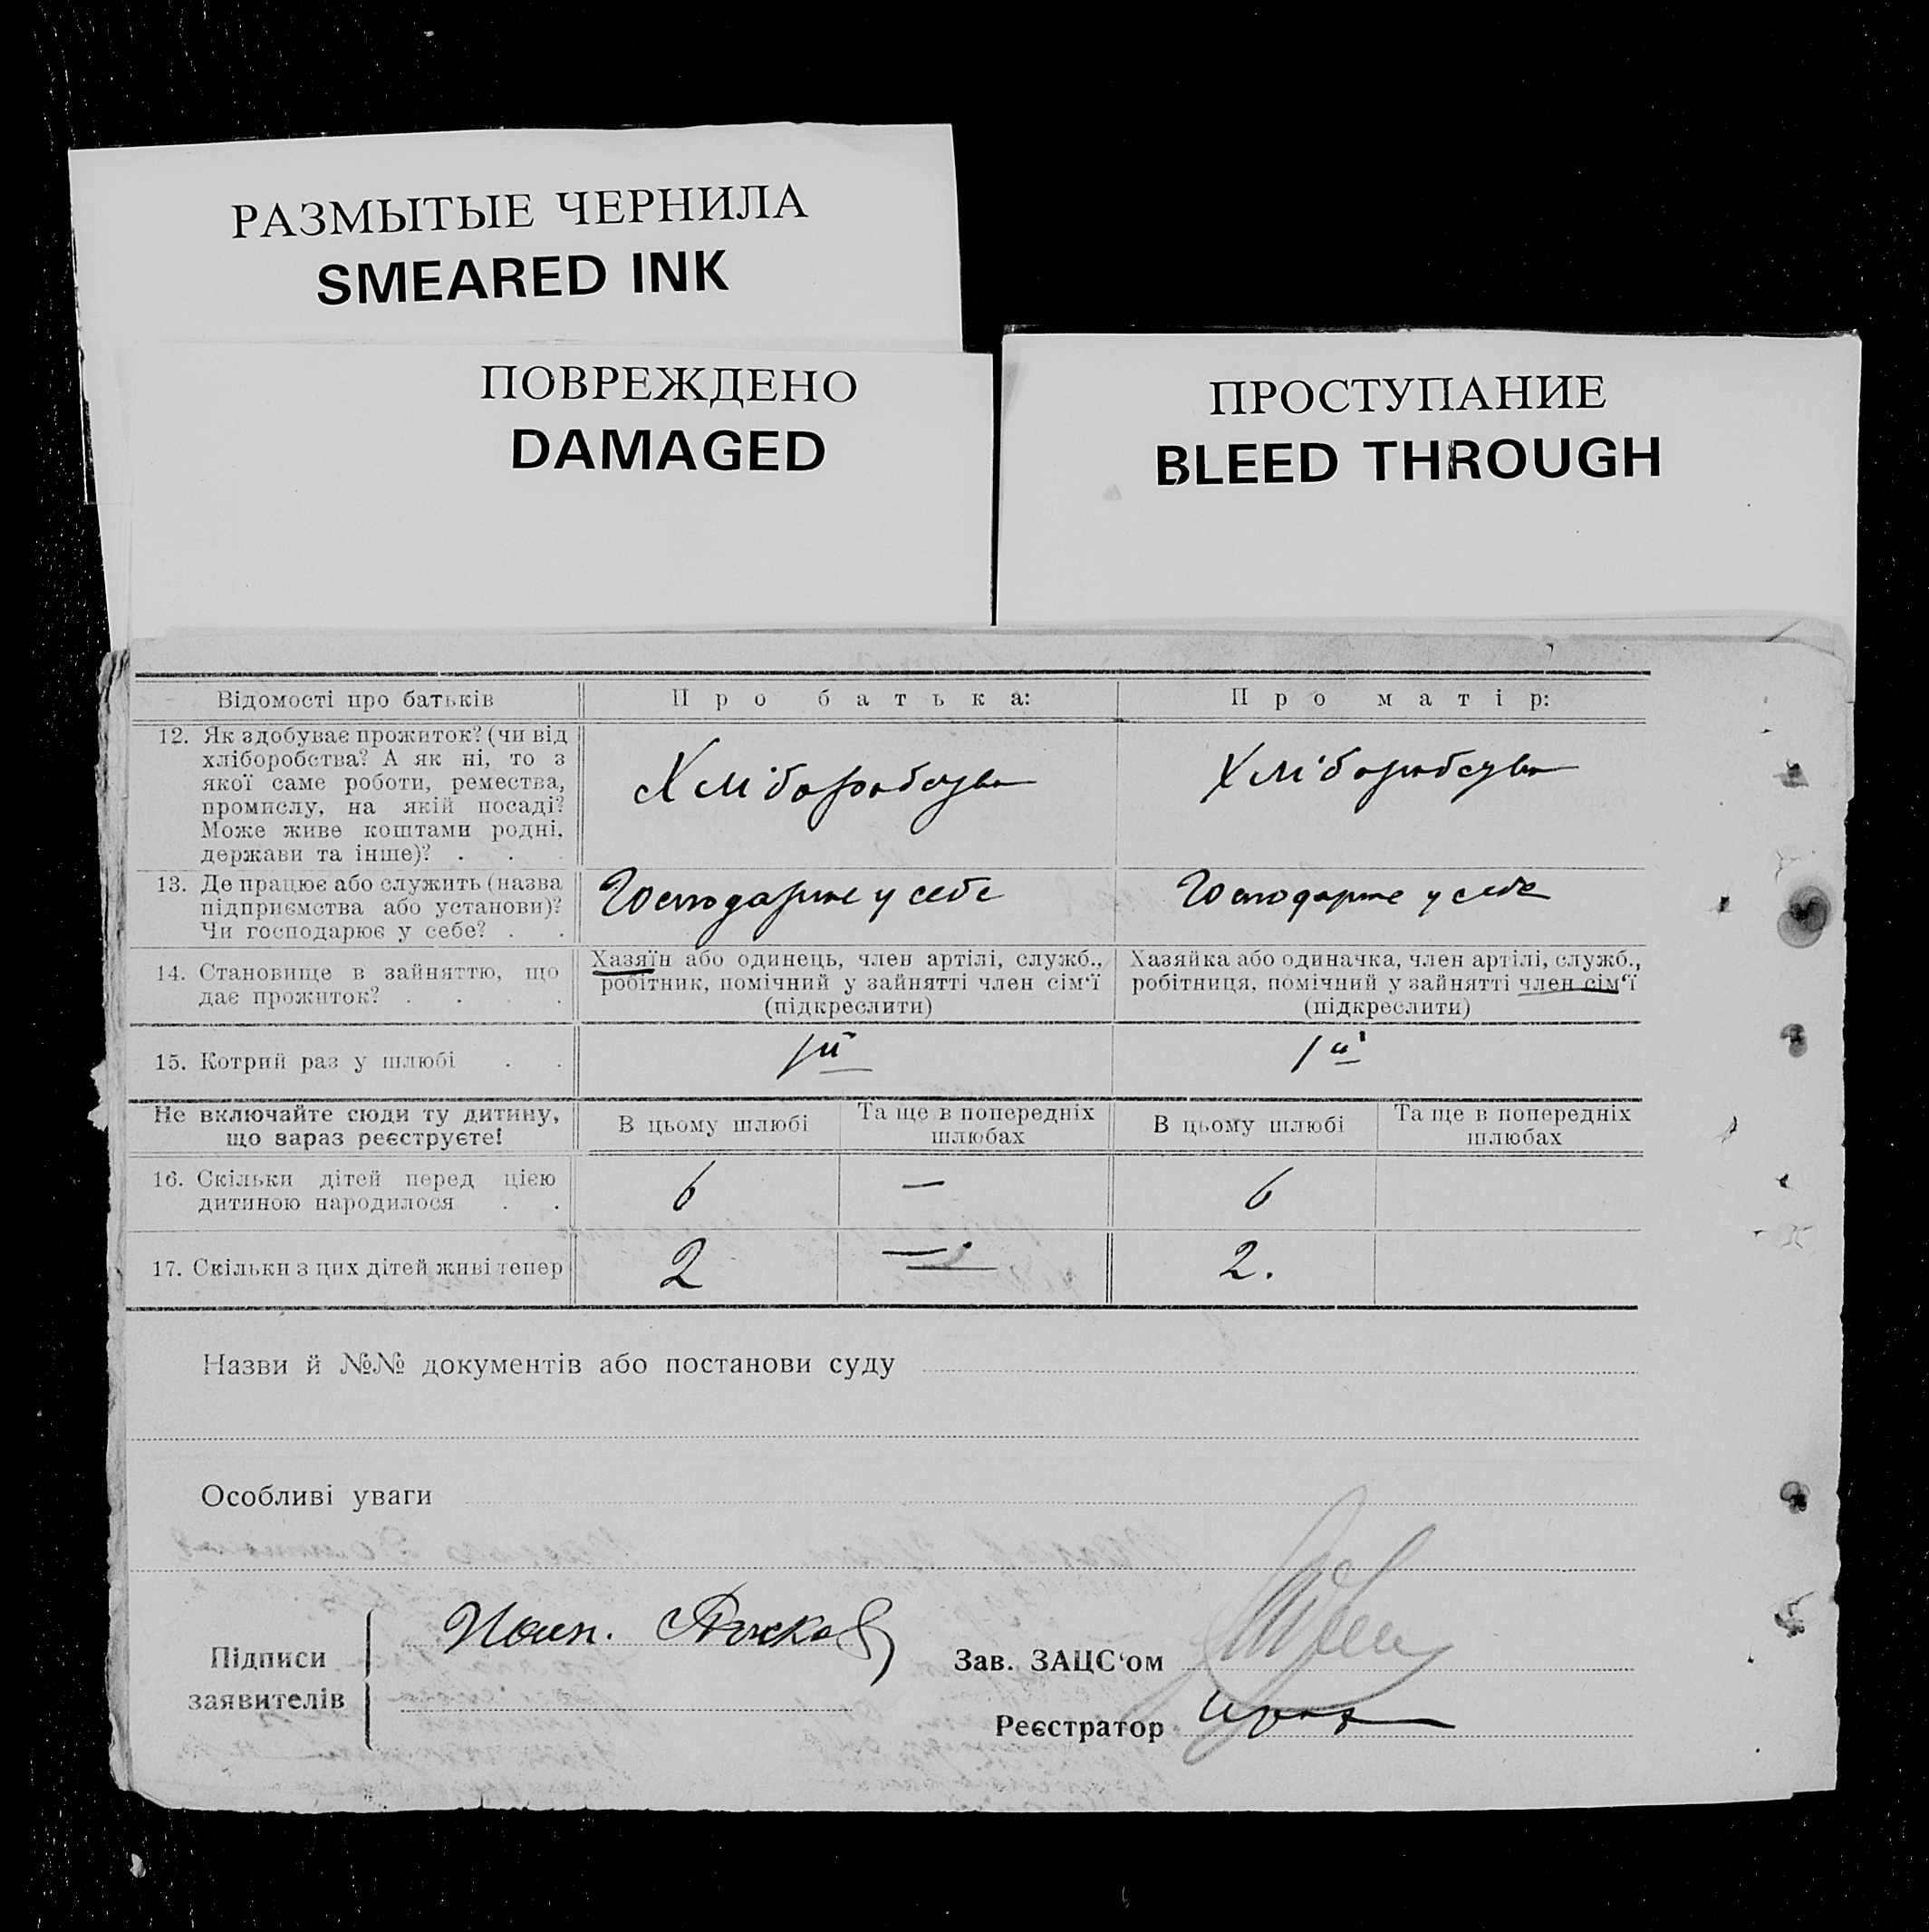 РАЗМЫТЫЕ ЧЕРНИЛА
SMEARED INK
ПОВРЕЖДЕНО
DAMAGED
ПРОСТУПАНИЕ
BLEED THROUGH
Відомості про батьків
Про батька:
Про матір:
12. Як здобуває прожиток? (чи від
хліборобства? А як ні, то з
якої саме роботи, ремества,
промислу, на якій посаді?
Може живе коштами родні,
держави та інше)? . . .
Хліборобство
Хліборобство
13. Де працює або служить (назва
підприємства або установи)?
Чи господарює у себе? . .
Господарює у себе
Господарює у себе
14. Становище в зайняттю, що
дає прожиток? . . . .
Хазяїн або одинець, член артілі, служб.,
робітник, помічний у зайнятті член сім‘ї
(підкреслити)
Хазяйка або одиначка, член артілі, служб.,
робітниця, помічний у зайнятті член сім‘ї
(підкреслити)
15. Котрий раз у шлюбі . .
1й
1й
Не включайте сюди ту дитину,
що зараз реєструєте!
В цьому шлюбі
Та ще в попередніх
шлюбах
В цьому шлюбі
Та ще в попередніх
шлюбах
16. Скільки дітей перед цією
дитиною народилося . .
6
—
6
17. Скільки з цих дітей живі тепер
2
—
2.
Назви й №№ документів або постанови суду
Особливі уваги
Підписи
заявителів
Зав. ЗАЦС‘ом
Реєстратор